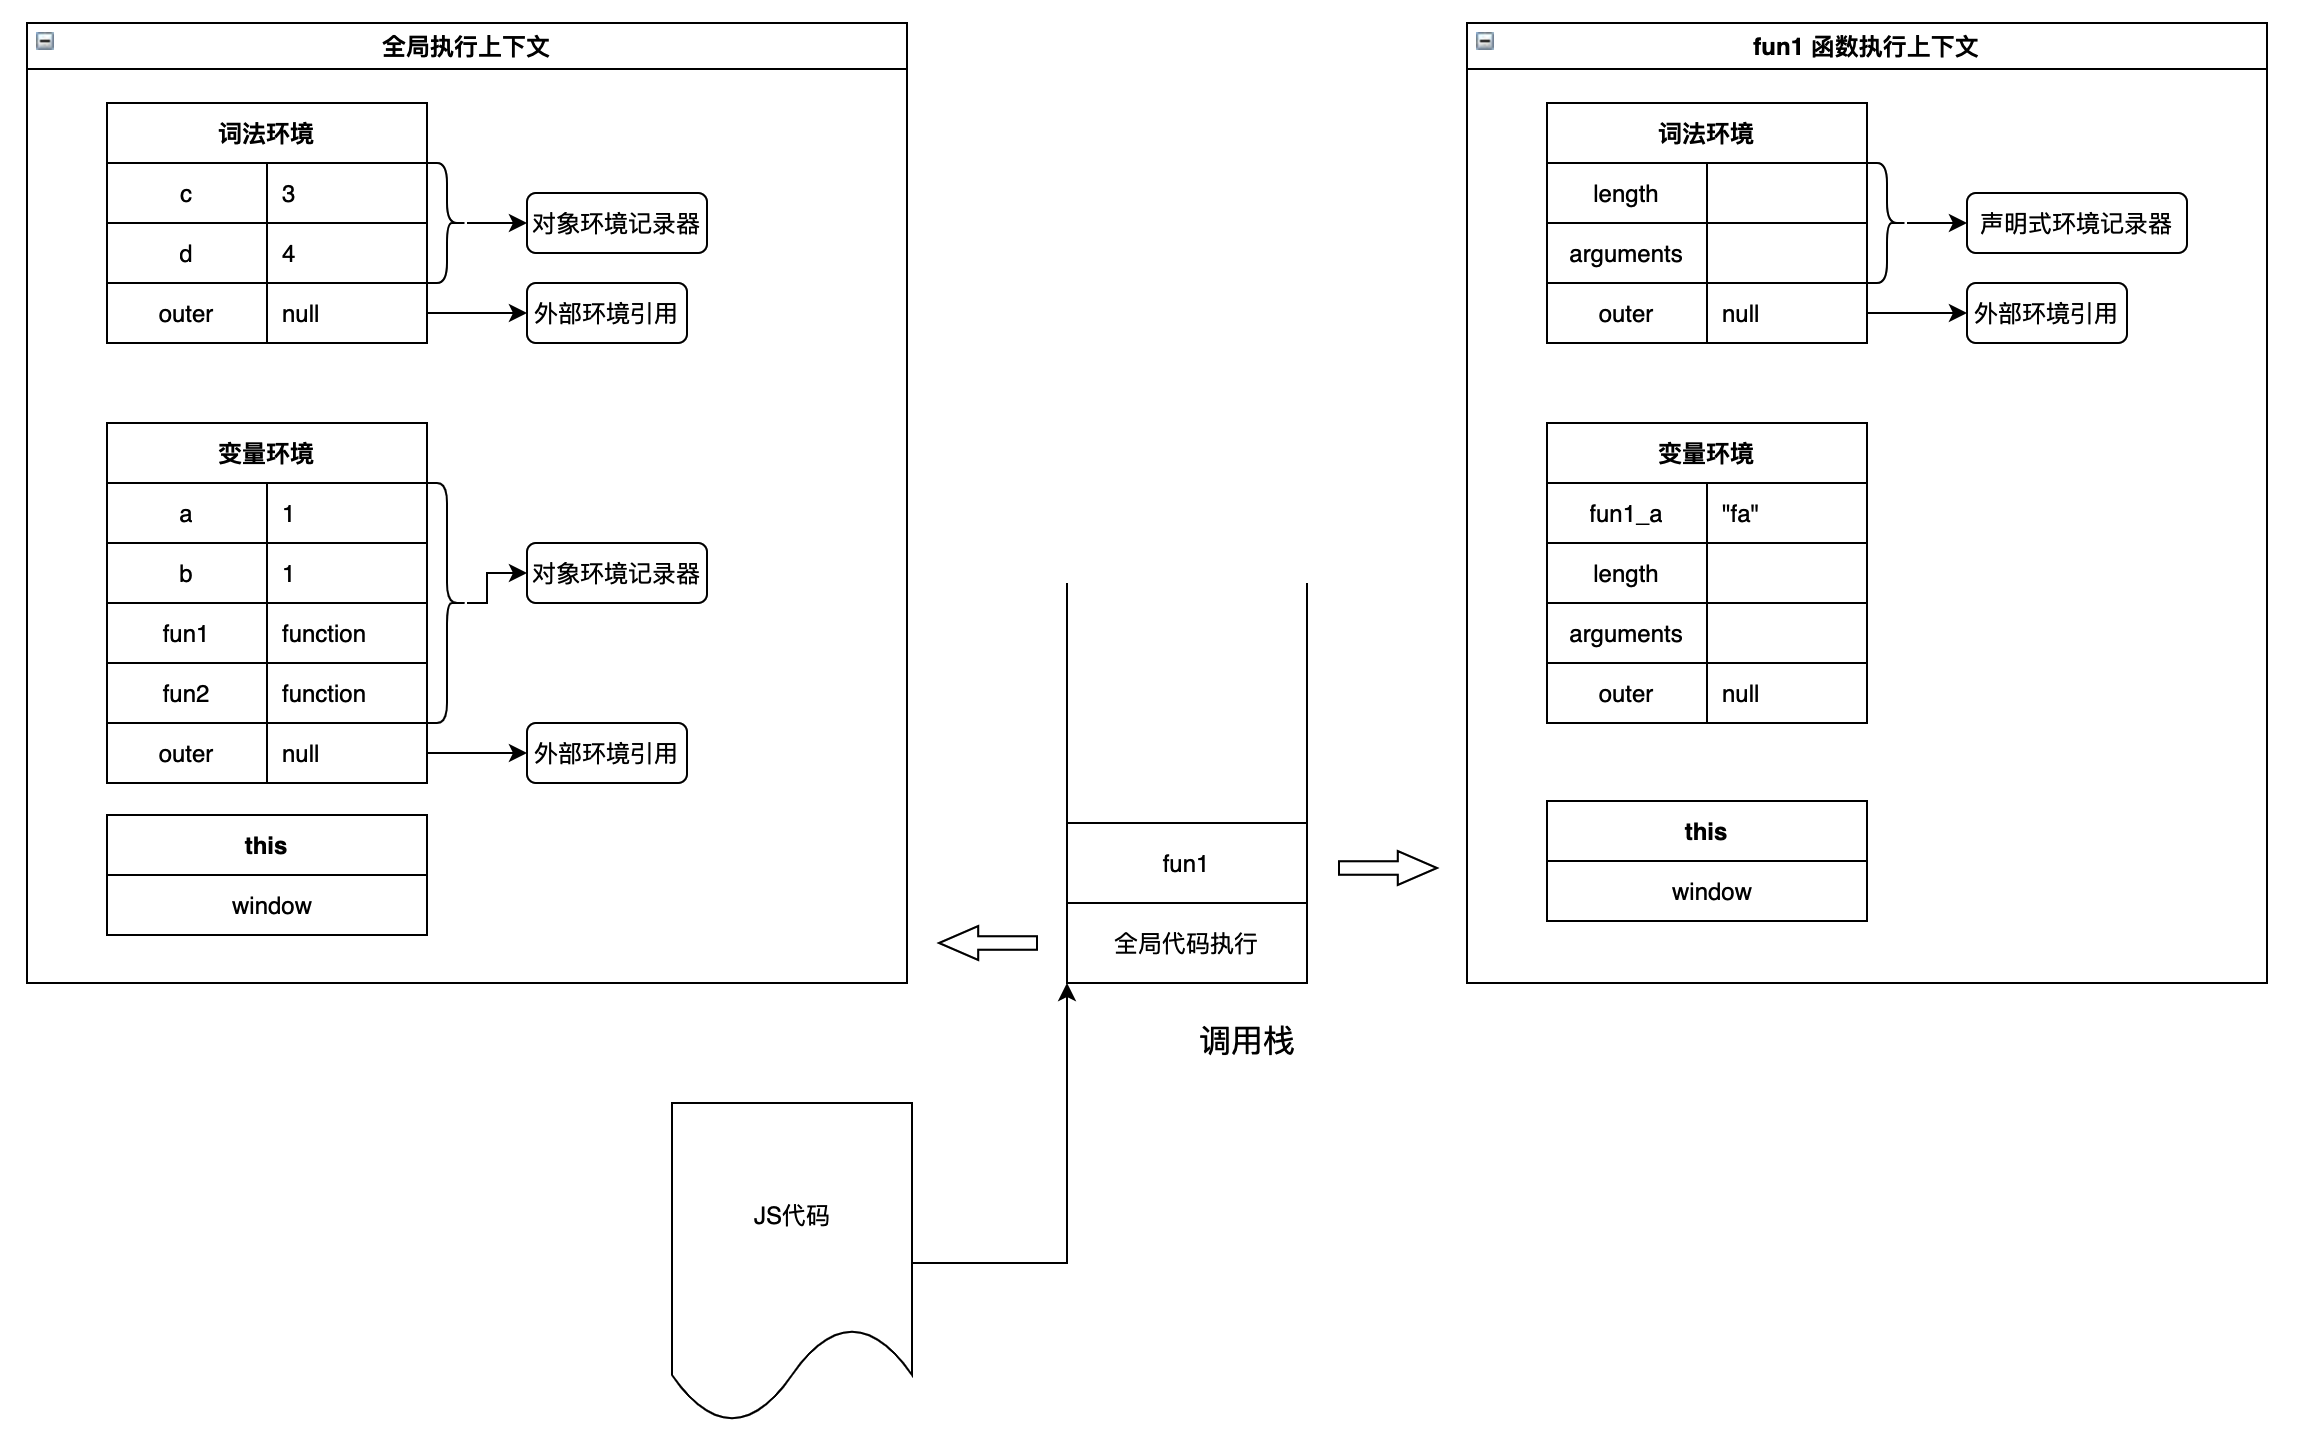 全局执行上下文
词法环境
c 3
d 4
outer null
对象环境记录器
外部环境引用
变量环境
a 1
b 1
fun1 function
fun2 function
outer null
对象环境记录器
外部环境引用
this
window
fun1
全局代码执行
调用栈
JS代码
fun1 函数执行上下文
词法环境
length
arguments
outer null
声明式环境记录器
外部环境引用
变量环境
fun1_a "fa"
length
arguments
outer null
this
window